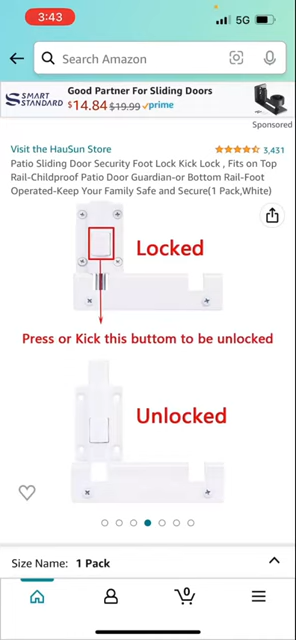 3:43
5G
Search Amazon
SMART
STANDARD
Good Partner For Sliding Doors
$14.84 $19.99 prime
Sponsored
Visit the HauSun Store
3,431
Patio Sliding Door Security Foot Lock Kick Lock , Fits on Top
Rail-Childproof Patio Door Guardian-or Bottom Rail-Foot
Operated-Keep Your Family Safe and Secure(1 Pack,White)
Locked
Press or Kick this buttom to be unlocked
Unlocked
Size Name: 1 Pack
0